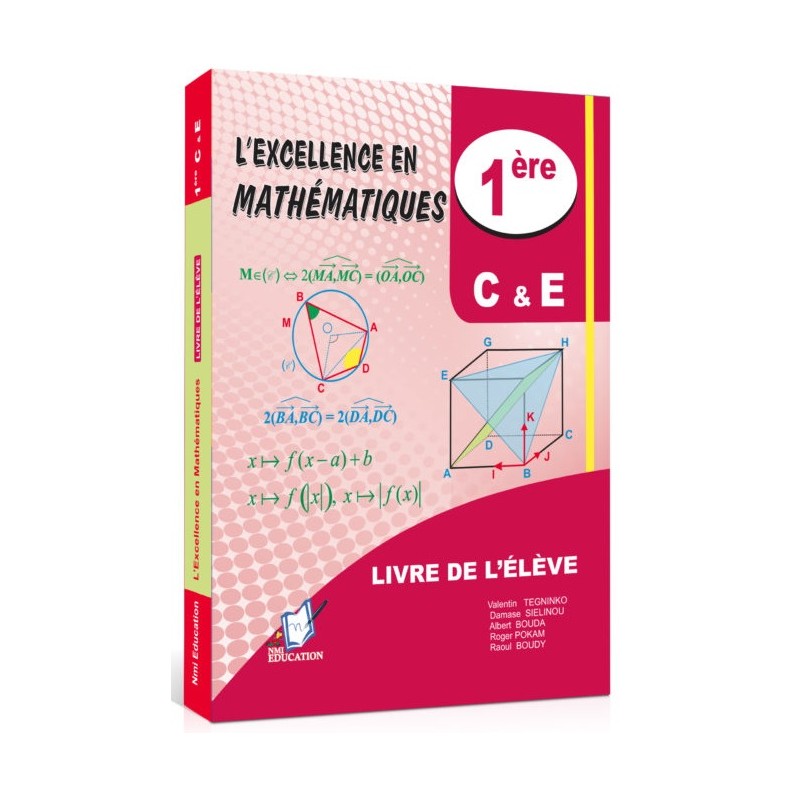 1ère C & E
LIVRE DE L'ÉLÈVE
L'Excellence en Mathématiques
Nmi Education
L'EXCELLENCE EN
MATHÉMATIQUES
1ère
C & E
M∈(𝒞) ⇔ 2(MA,MC) = (OA,OC)
B
M
A
O
(𝒞)
D
C
2(BA,BC) = 2(DA,DC)
x ↦ f(x−a)+b
x ↦ f(|x|), x ↦ |f(x)|
G
H
E
K
D
C
J
A
I
B
LIVRE DE L'ÉLÈVE
Valentin TEGNINKO
Damase SIELINOU
Albert BOUDA
Roger POKAM
Raoul BOUDY
NMI
EDUCATION